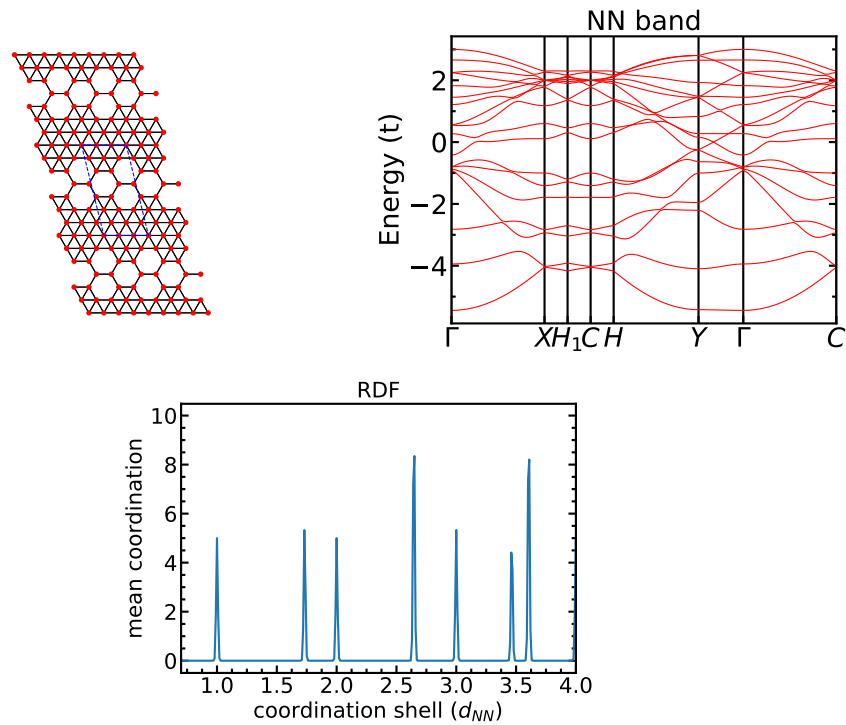 NN band
Energy (t)
2
0
−2
−4
Γ X H₁ C H Y Γ C
RDF
mean coordination
10
8
6
4
2
0
1.0 1.5 2.0 2.5 3.0 3.5 4.0
coordination shell (d_NN)